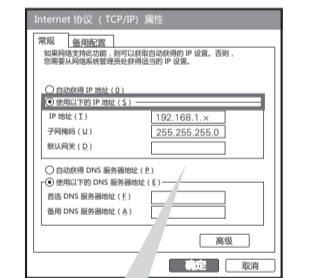 Internet 协议 （TCP/IP) 属性
常规 备用配置
如果网络支持此功能，则可以获取自动获得的 IP 设置。否则，
您需要从网络系统管理员处获得适当的 IP 设置。
自动获得 IP 地址 ( O )
使用以下的 IP 地址 ( S )
IP 地址 ( I ) 192.168.1.×
子网掩码 ( U ) 255.255.255.0
默认网关 ( D )
自动获得 DNS 服务器地址 ( P )
使用以下的 DNS 服务器地址 ( E )
首选 DNS 服务器地址 ( F )
备用 DNS 服务器地址 ( A )
高级
确定 取消